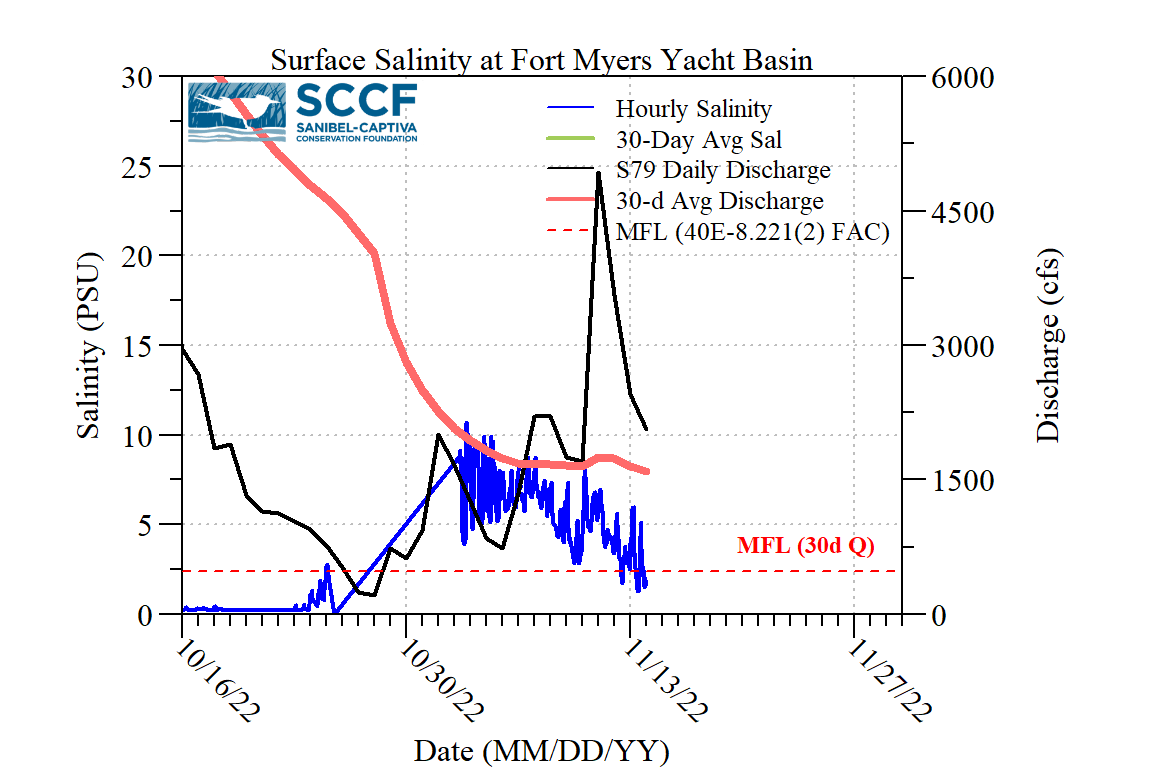 Surface Salinity at Fort Myers Yacht Basin
SCCF
SANIBEL-CAPTIVA
CONSERVATION FOUNDATION
Hourly Salinity
30-Day Avg Sal
S79 Daily Discharge
30-d Avg Discharge
MFL (40E-8.221(2) FAC)
MFL (30d Q)
Salinity (PSU)
30
25
20
15
10
5
0
Discharge (cfs)
6000
4500
3000
1500
0
10/16/22
10/30/22
11/13/22
11/27/22
Date (MM/DD/YY)